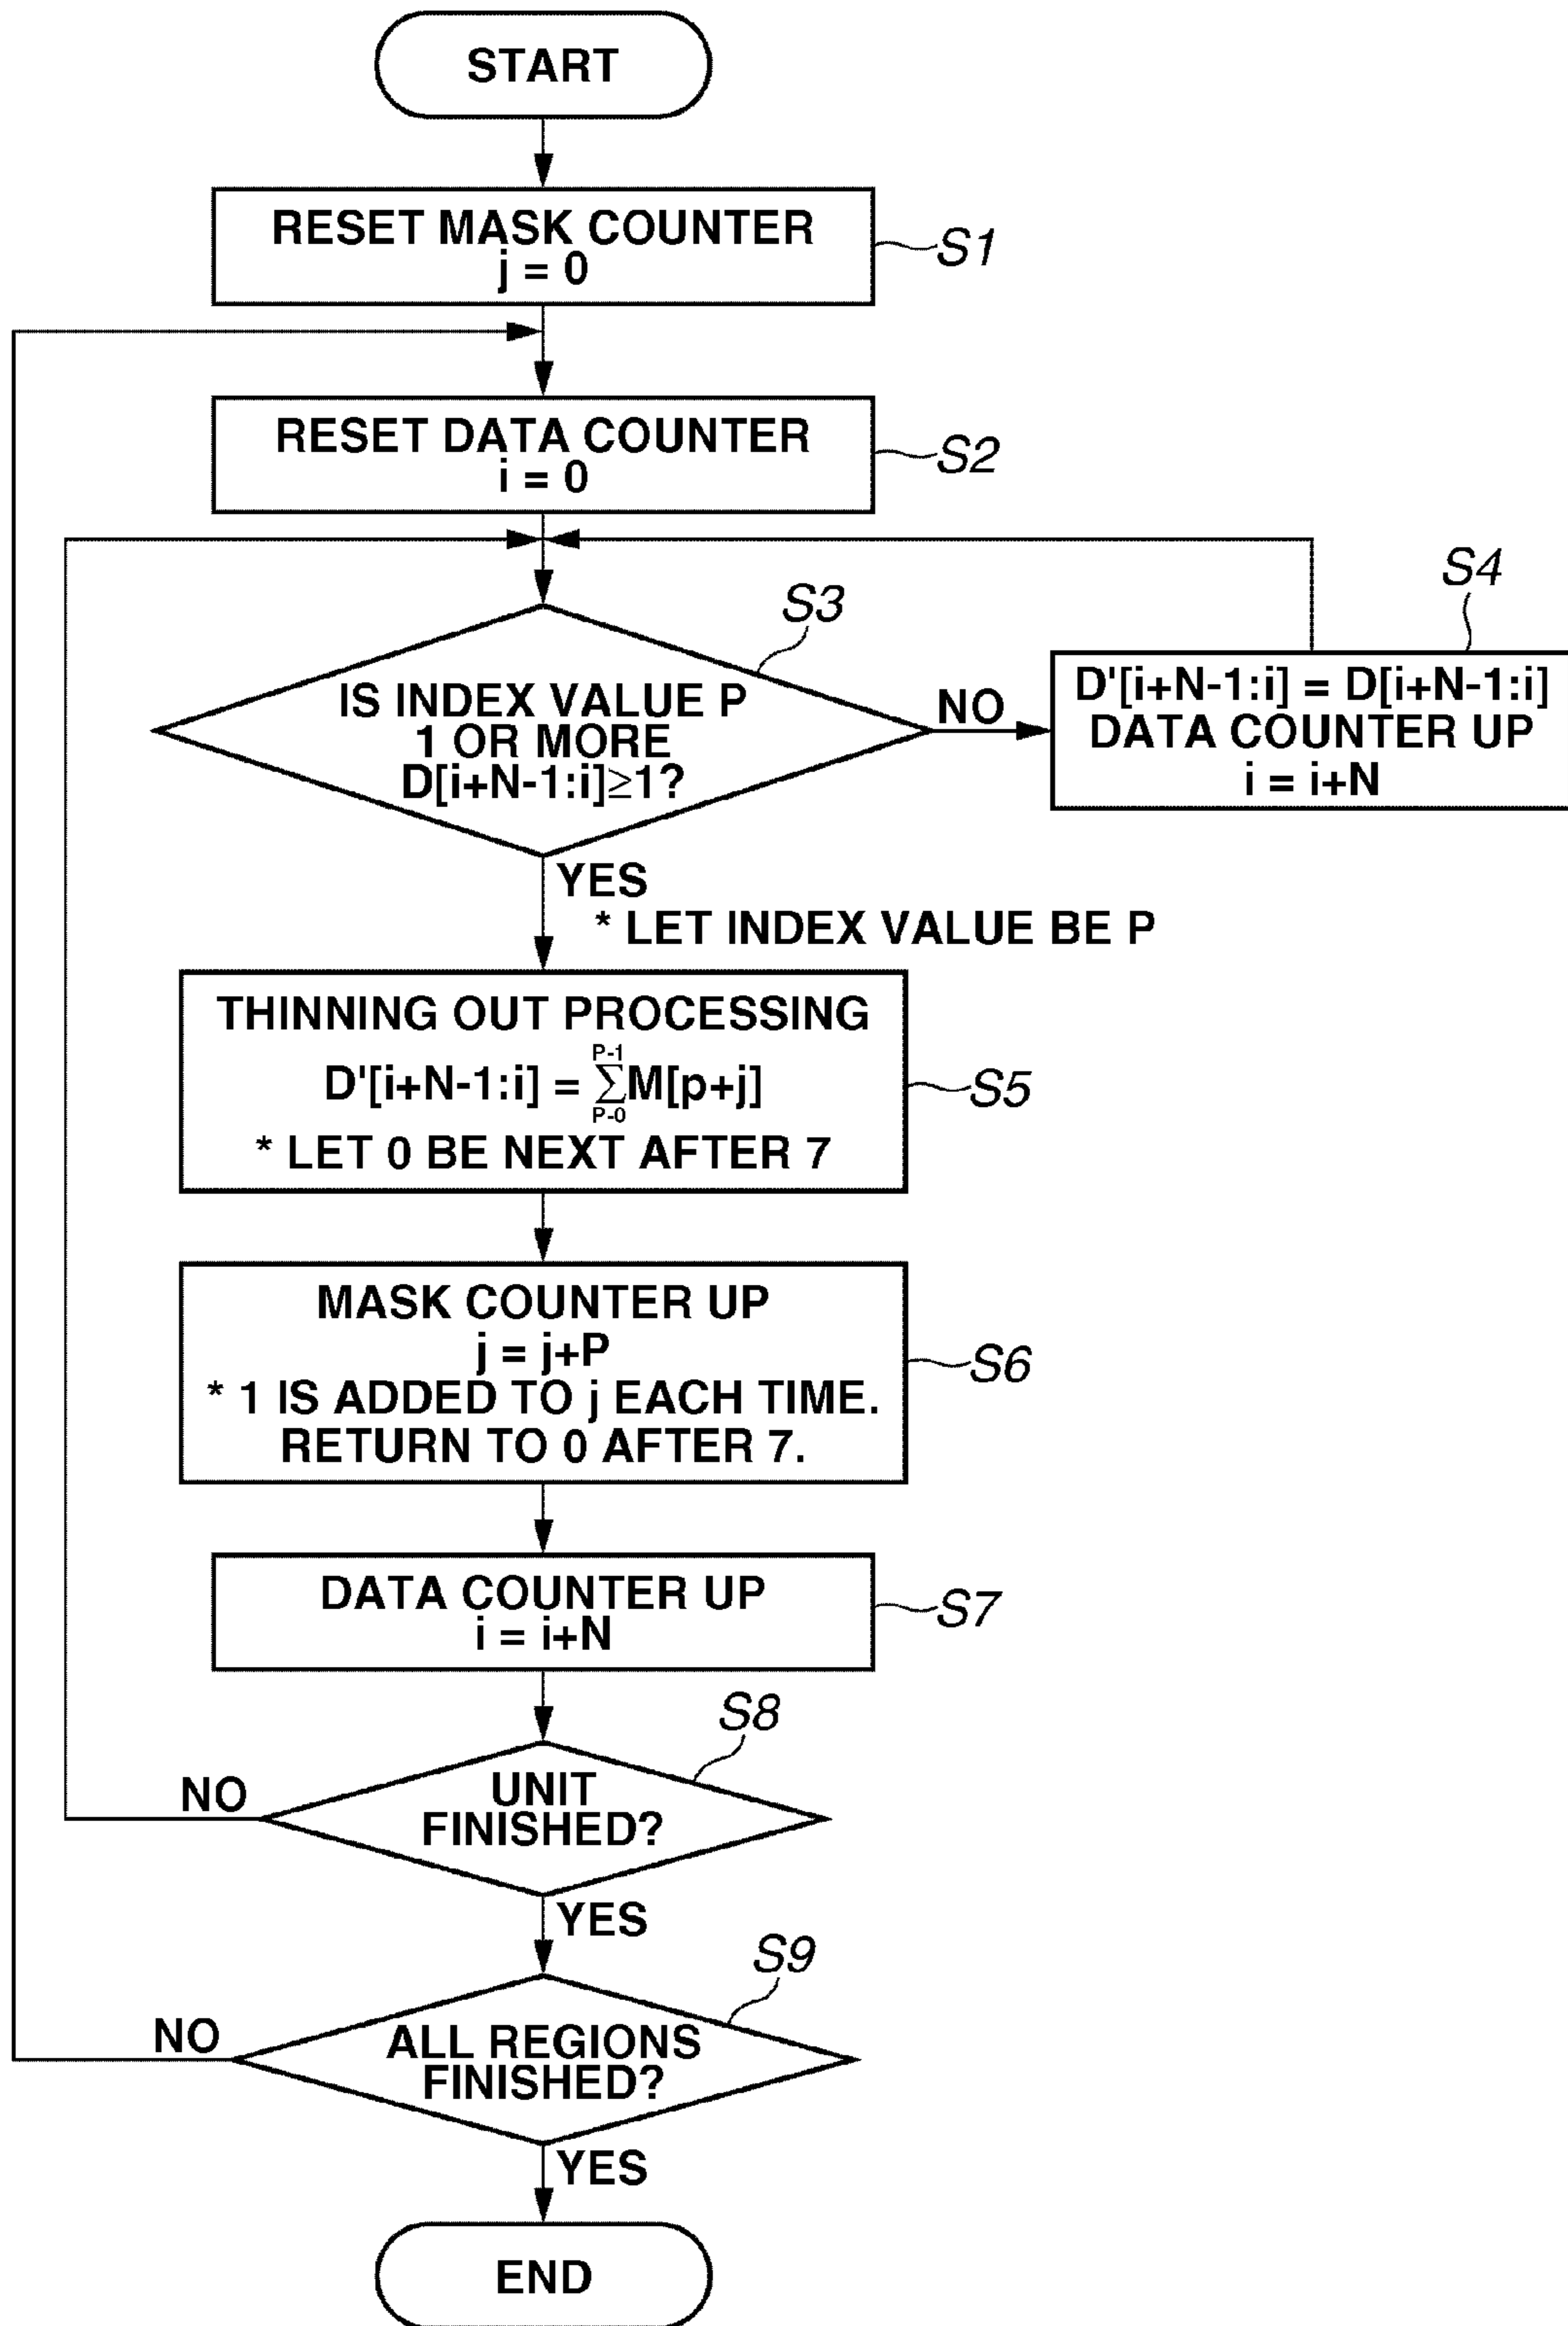 START
RESET MASK COUNTER
j = 0
S1
RESET DATA COUNTER
i = 0
S2
S3
IS INDEX VALUE P
1 OR MORE
D[i+N-1:i]≥1?
NO
S4
D'[i+N-1:i] = D[i+N-1:i]
DATA COUNTER UP
i = i+N
YES
* LET INDEX VALUE BE P
THINNING OUT PROCESSING
P-1
D'[i+N-1:i] = ∑M[p+j]
P-0
* LET 0 BE NEXT AFTER 7
S5
MASK COUNTER UP
j = j+P
* 1 IS ADDED TO j EACH TIME.
RETURN TO 0 AFTER 7.
S6
DATA COUNTER UP
i = i+N
S7
S8
UNIT
FINISHED?
NO
YES
S9
ALL REGIONS
FINISHED?
NO
YES
END